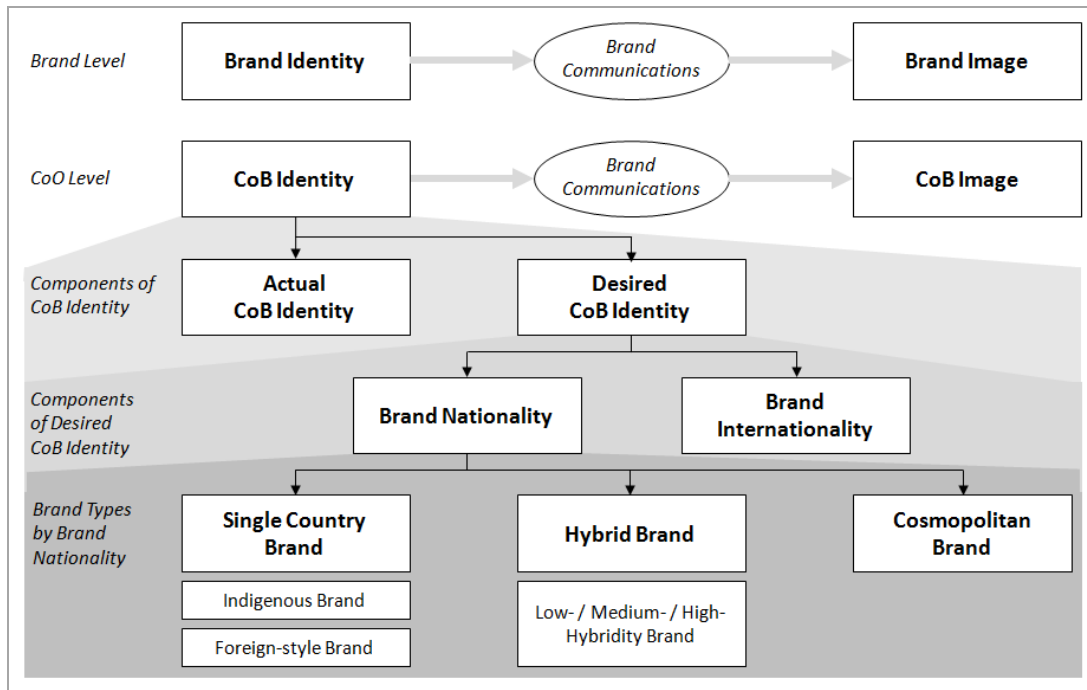 Brand Level
Brand Identity
Brand
Communications
Brand Image
CoO Level
CoB Identity
Brand
Communications
CoB Image
Components of
CoB Identity
Actual
CoB Identity
Desired
CoB Identity
Components
of Desired
CoB Identity
Brand Nationality
Brand
Internationality
Brand Types
by Brand
Nationality
Single Country
Brand
Hybrid Brand
Cosmopolitan
Brand
Indigenous Brand
Foreign-style Brand
Low- / Medium- / High-
Hybridity Brand